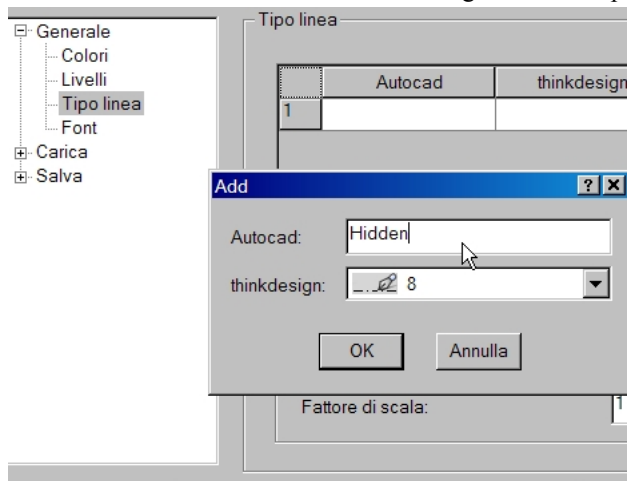 Generale
Colori
Livelli
Tipo linea
Font
Carica
Salva
Tipo linea
Autocad thinkdesign
1
Add
Autocad: Hidden
thinkdesign: 8
OK Annulla
Fattore di scala: 1